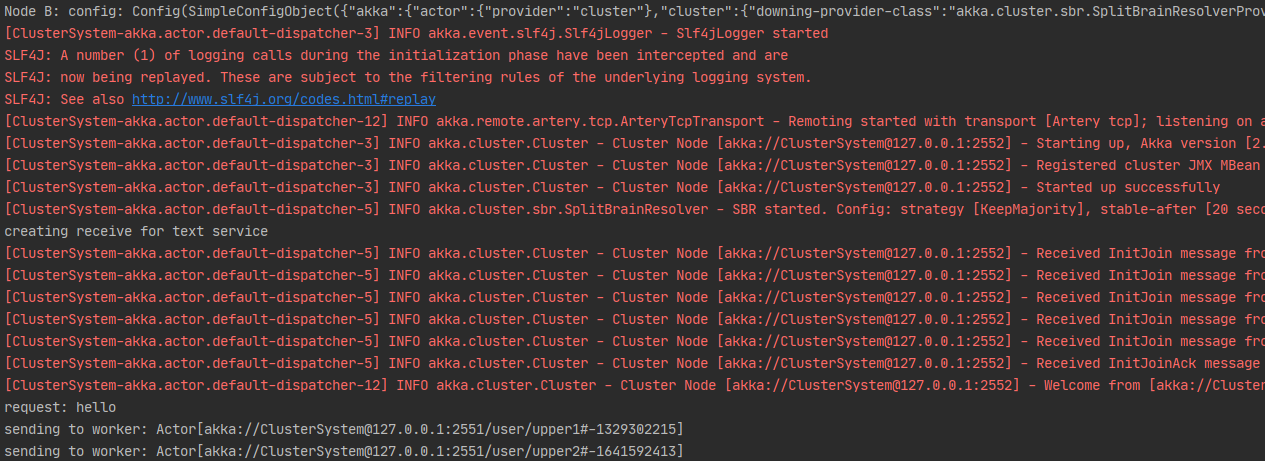 Node B: config: Config(SimpleConfigObject({"akka":{"actor":{"provider":"cluster"},"cluster":{"downing-provider-class":"akka.cluster.sbr.SplitBrainResolverProv
[ClusterSystem-akka.actor.default-dispatcher-3] INFO akka.event.slf4j.Slf4jLogger - Slf4jLogger started
SLF4J: A number (1) of logging calls during the initialization phase have been intercepted and are
SLF4J: now being replayed. These are subject to the filtering rules of the underlying logging system.
SLF4J: See also http://www.slf4j.org/codes.html#replay
[ClusterSystem-akka.actor.default-dispatcher-12] INFO akka.remote.artery.tcp.ArteryTcpTransport - Remoting started with transport [Artery tcp]; listening on a
[ClusterSystem-akka.actor.default-dispatcher-3] INFO akka.cluster.Cluster - Cluster Node [akka://ClusterSystem@127.0.0.1:2552] - Starting up, Akka version [2.
[ClusterSystem-akka.actor.default-dispatcher-3] INFO akka.cluster.Cluster - Cluster Node [akka://ClusterSystem@127.0.0.1:2552] - Registered cluster JMX MBean
[ClusterSystem-akka.actor.default-dispatcher-3] INFO akka.cluster.Cluster - Cluster Node [akka://ClusterSystem@127.0.0.1:2552] - Started up successfully
[ClusterSystem-akka.actor.default-dispatcher-5] INFO akka.cluster.sbr.SplitBrainResolver - SBR started. Config: strategy [KeepMajority], stable-after [20 seco
creating receive for text service
[ClusterSystem-akka.actor.default-dispatcher-5] INFO akka.cluster.Cluster - Cluster Node [akka://ClusterSystem@127.0.0.1:2552] - Received InitJoin message fro
[ClusterSystem-akka.actor.default-dispatcher-5] INFO akka.cluster.Cluster - Cluster Node [akka://ClusterSystem@127.0.0.1:2552] - Received InitJoin message fro
[ClusterSystem-akka.actor.default-dispatcher-5] INFO akka.cluster.Cluster - Cluster Node [akka://ClusterSystem@127.0.0.1:2552] - Received InitJoin message fro
[ClusterSystem-akka.actor.default-dispatcher-5] INFO akka.cluster.Cluster - Cluster Node [akka://ClusterSystem@127.0.0.1:2552] - Received InitJoin message fro
[ClusterSystem-akka.actor.default-dispatcher-5] INFO akka.cluster.Cluster - Cluster Node [akka://ClusterSystem@127.0.0.1:2552] - Received InitJoin message fro
[ClusterSystem-akka.actor.default-dispatcher-5] INFO akka.cluster.Cluster - Cluster Node [akka://ClusterSystem@127.0.0.1:2552] - Received InitJoinAck message
[ClusterSystem-akka.actor.default-dispatcher-12] INFO akka.cluster.Cluster - Cluster Node [akka://ClusterSystem@127.0.0.1:2552] - Welcome from [akka://Cluster
request: hello
sending to worker: Actor[akka://ClusterSystem@127.0.0.1:2551/user/upper1#-1329302215]
sending to worker: Actor[akka://ClusterSystem@127.0.0.1:2551/user/upper2#-1641592413]